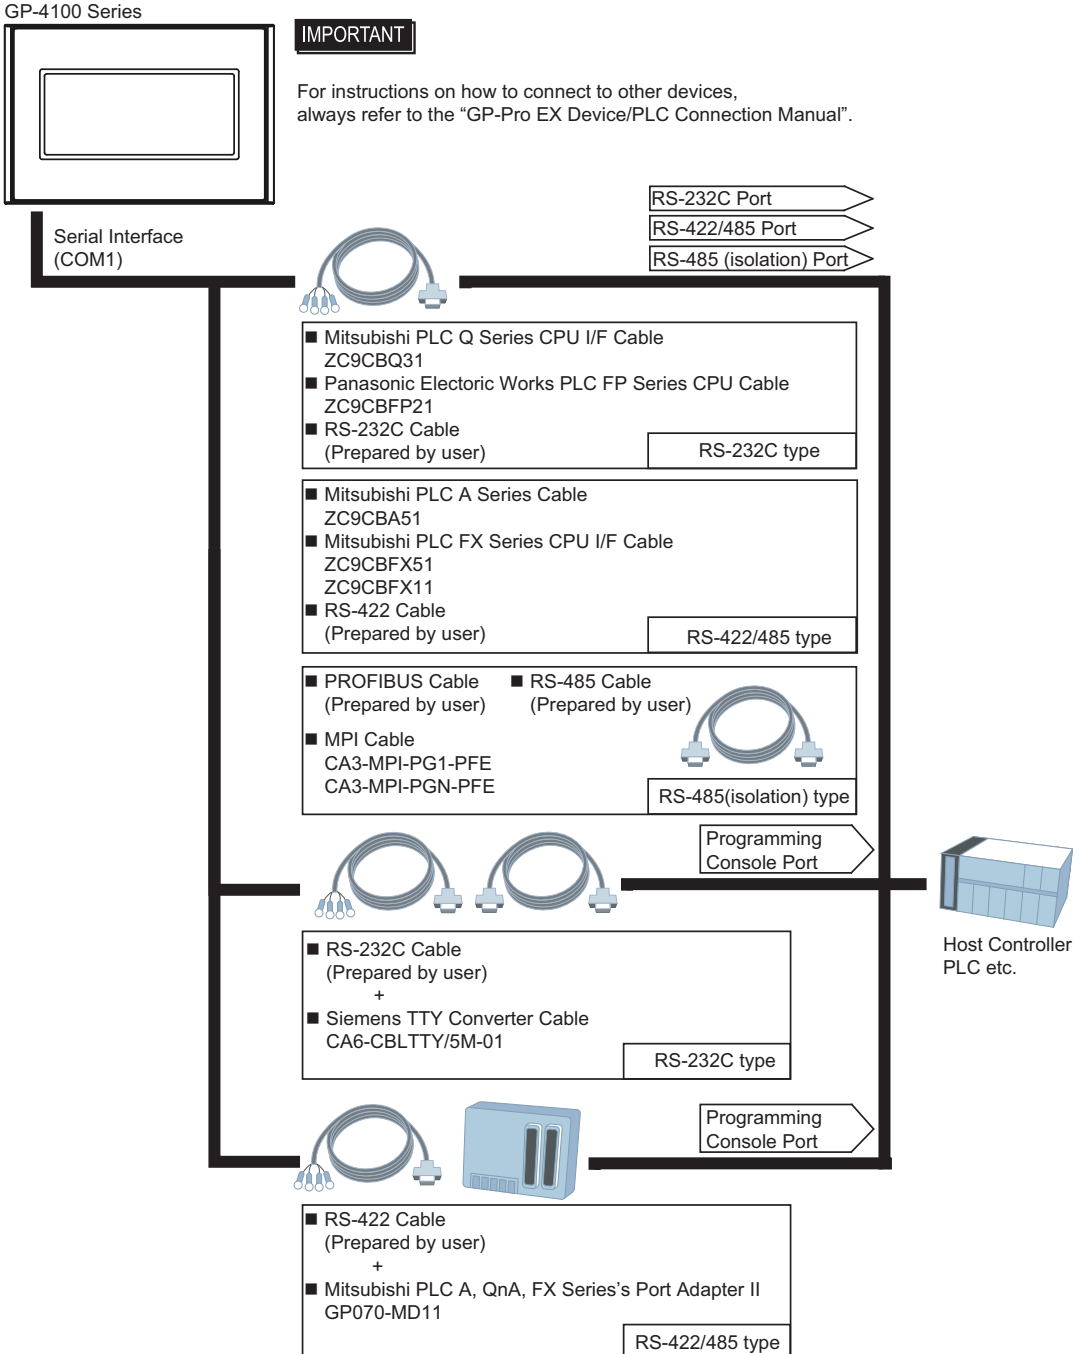 GP-4100 Series
IMPORTANT
For instructions on how to connect to other devices,
always refer to the “GP-Pro EX Device/PLC Connection Manual”.
RS-232C Port
RS-422/485 Port
RS-485 (isolation) Port
Serial Interface
(COM1)
■ Mitsubishi PLC Q Series CPU I/F Cable
ZC9CBQ31
■ Panasonic Electoric Works PLC FP Series CPU Cable
ZC9CBFP21
■ RS-232C Cable
(Prepared by user)
RS-232C type
■ Mitsubishi PLC A Series Cable
ZC9CBA51
■ Mitsubishi PLC FX Series CPU I/F Cable
ZC9CBFX51
ZC9CBFX11
■ RS-422 Cable
(Prepared by user)
RS-422/485 type
■ PROFIBUS Cable
(Prepared by user)
■ RS-485 Cable
(Prepared by user)
■ MPI Cable
CA3-MPI-PG1-PFE
CA3-MPI-PGN-PFE
RS-485(isolation) type
Programming
Console Port
Host Controller
PLC etc.
■ RS-232C Cable
(Prepared by user)
+
■ Siemens TTY Converter Cable
CA6-CBLTTY/5M-01
RS-232C type
Programming
Console Port
■ RS-422 Cable
(Prepared by user)
+
■ Mitsubishi PLC A, QnA, FX Series’s Port Adapter II
GP070-MD11
RS-422/485 type